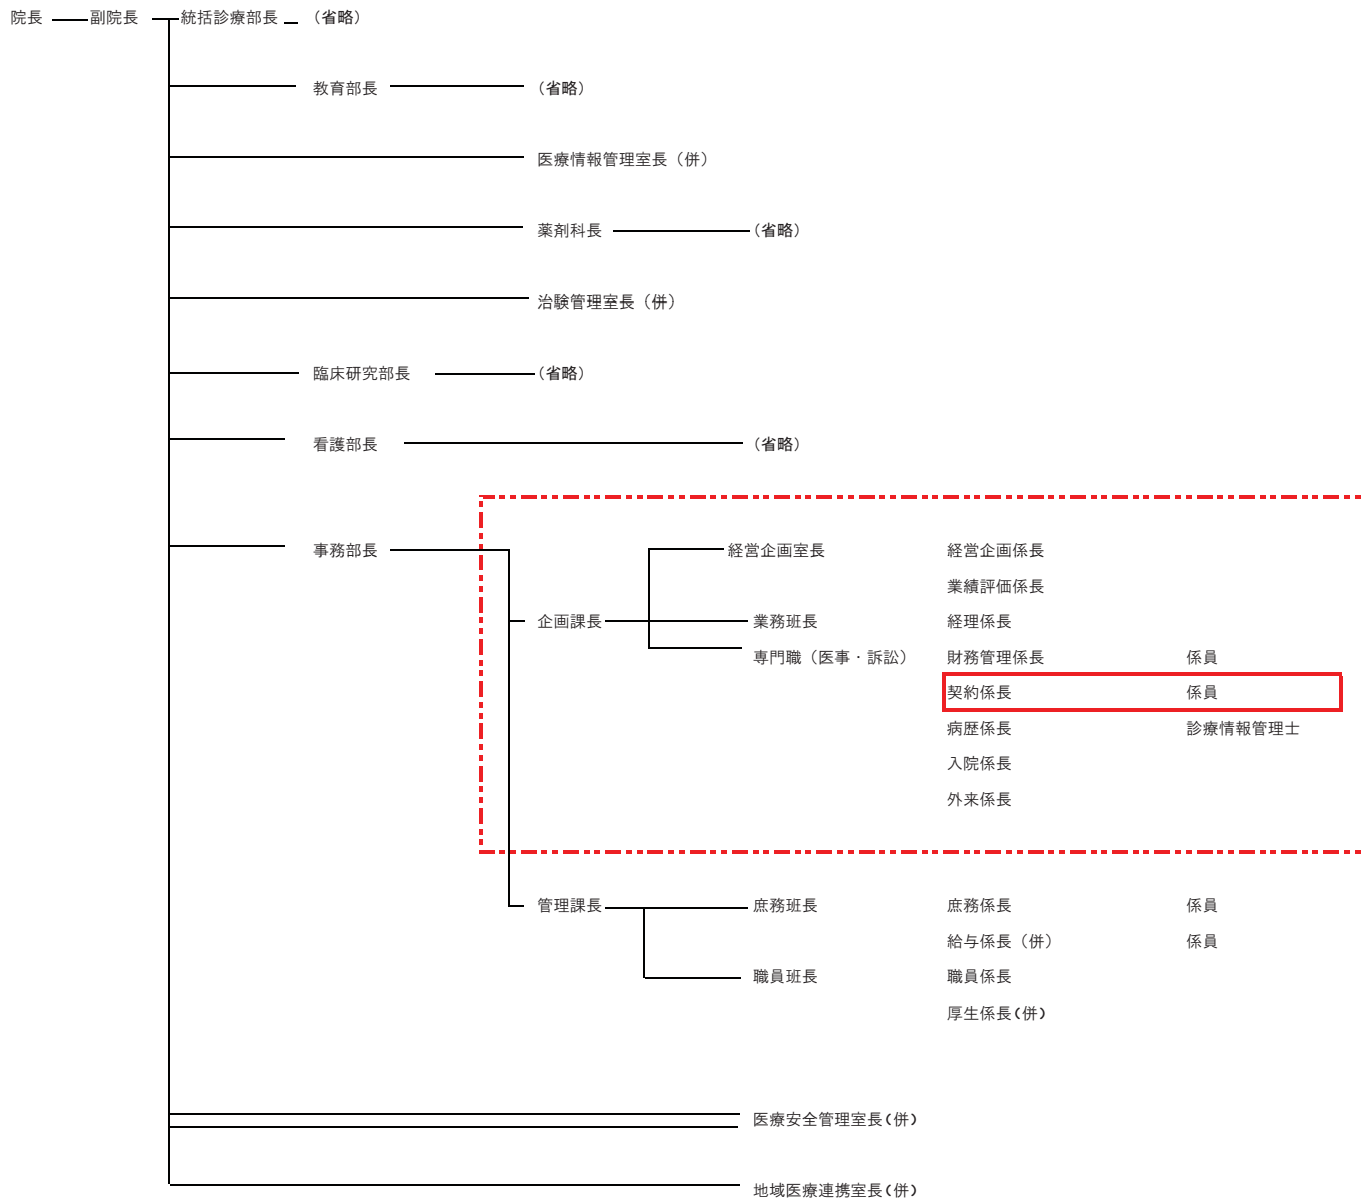 院長 副院長 統括診療部長 （省略）
教育部長 （省略）
医療情報管理室長（併）
薬剤科長 （省略）
治験管理室長（併）
臨床研究部長 （省略）
看護部長 （省略）
事務部長 経営企画室長 経営企画係長
業績評価係長
企画課長 業務班長 経理係長
専門職（医事・訴訟） 財務管理係長 係員
契約係長 係員
病歴係長 診療情報管理士
入院係長
外来係長
管理課長 庶務班長 庶務係長 係員
給与係長（併） 係員
職員班長 職員係長
厚生係長(併)
医療安全管理室長(併)
地域医療連携室長(併)